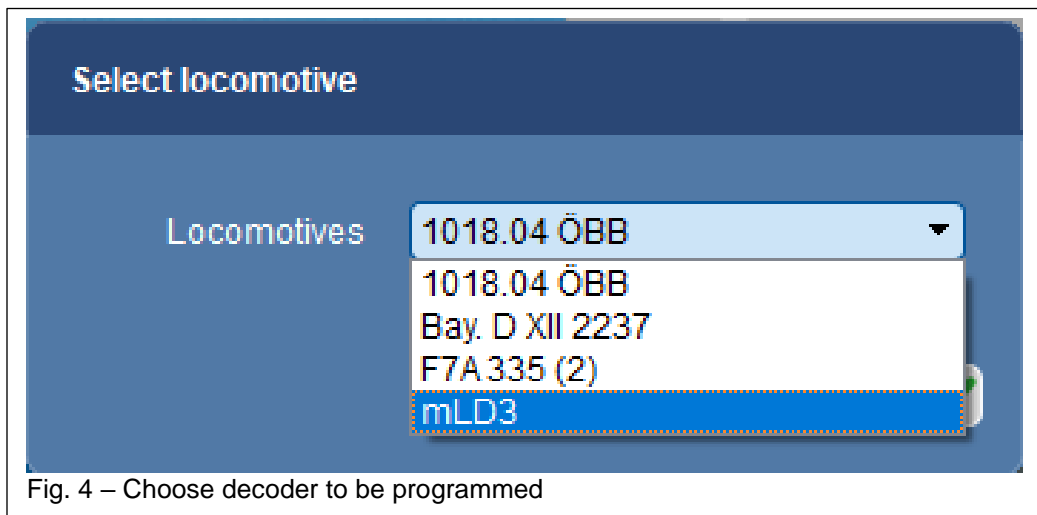 Select locomotive
Locomotives 1018.04 ÖBB
1018.04 ÖBB
Bay. D XII 2237
F7A 335 (2)
mLD3
Fig. 4 – Choose decoder to be programmed